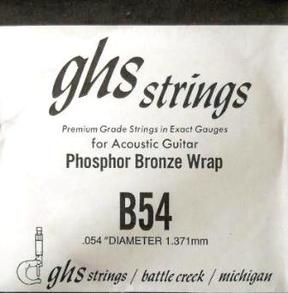 ghs strings
Premium Grade Strings in Exact Gauges
for Acoustic Guitar
Phosphor Bronze Wrap
B54
.054 "DIAMETER 1.371mm
ghs strings / battle creek / michigan